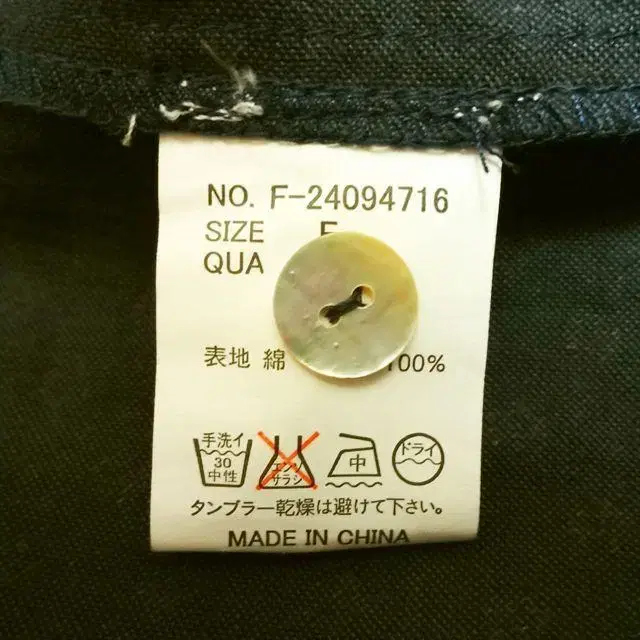 NO. F-24094716
SIZE F
QUA
表地 綿 100%
手洗イ
30
中性
エンソ
サラシ
中
ドライ
タンブラー乾燥は避けて下さい。
MADE IN CHINA